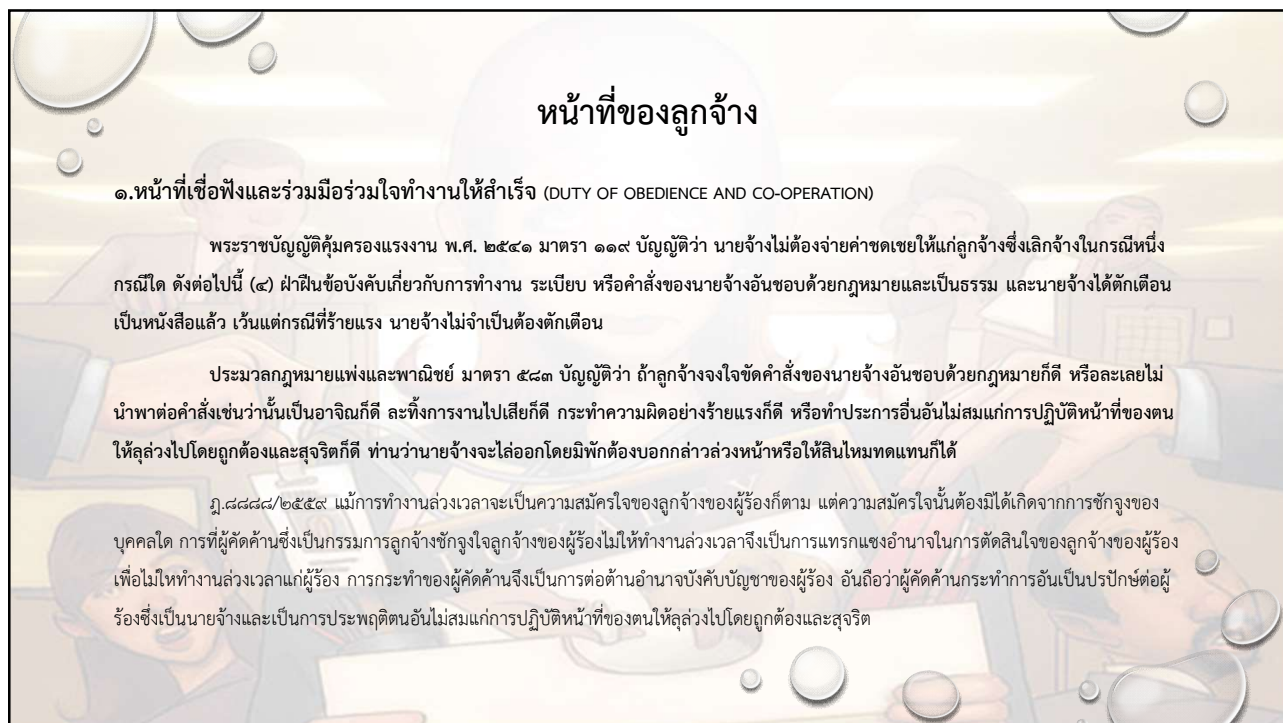 หน้าที่ของลูกจ้าง
๑.หน้าที่เชื่อฟังและร่วมมือร่วมใจทำงานให้สำเร็จ (DUTY OF OBEDIENCE AND CO-OPERATION)
พระราชบัญญัติคุ้มครองแรงงาน พ.ศ. ๒๕๔๑ มาตรา ๑๑๙ บัญญัติว่า นายจ้างไม่ต้องจ่ายค่าชดเชยให้แก่ลูกจ้างซึ่งเลิกจ้างในกรณีหนึ่ง
กรณีใด ดังต่อไปนี้ (๔) ฝ่าฝืนข้อบังคับเกี่ยวกับการทำงาน ระเบียบ หรือคำสั่งของนายจ้างอันชอบด้วยกฎหมายและเป็นธรรม และนายจ้างได้ตักเตือน
เป็นหนังสือแล้ว เว้นแต่กรณีที่ร้ายแรง นายจ้างไม่จำเป็นต้องตักเตือน
ประมวลกฎหมายแพ่งและพาณิชย์ มาตรา ๕๘๓ บัญญัติว่า ถ้าลูกจ้างจงใจขัดคำสั่งของนายจ้างอันชอบด้วยกฎหมายก็ดี หรือละเลยไม่
นำพาต่อคำสั่งเช่นว่านั้นเป็นอาจิณก็ดี ละทิ้งการงานไปเสียก็ดี กระทำความผิดอย่างร้ายแรงก็ดี หรือทำประการอื่นอันไม่สมแก่การปฏิบัติหน้าที่ของตน
ให้ลุล่วงไปโดยถูกต้องและสุจริตก็ดี ท่านว่านายจ้างจะไล่ออกโดยมิพักต้องบอกกล่าวล่วงหน้าหรือให้สินไหมทดแทนก็ได้
ฎ.๘๘๘๘/๒๕๕๙ แม้การทำงานล่วงเวลาจะเป็นความสมัครใจของลูกจ้างของผู้ร้องก็ตาม แต่ความสมัครใจนั้นต้องมิได้เกิดจากการชักจูงของ
บุคคลใด การที่ผู้คัดค้านซึ่งเป็นกรรมการลูกจ้างชักจูงใจลูกจ้างของผู้ร้องไม่ให้ทำงานล่วงเวลาจึงเป็นการแทรกแซงอำนาจในการตัดสินใจของลูกจ้างของผู้ร้อง
เพื่อไม่ให้ทำงานล่วงเวลาแก่ผู้ร้อง การกระทำของผู้คัดค้านจึงเป็นการต่อต้านอำนาจบังคับบัญชาของผู้ร้อง อันถือว่าผู้คัดค้านกระทำการอันเป็นปรปักษ์ต่อผู้
ร้องซึ่งเป็นนายจ้างและเป็นการประพฤติตนอันไม่สมแก่การปฏิบัติหน้าที่ของตนให้ลุล่วงไปโดยถูกต้องและสุจริต